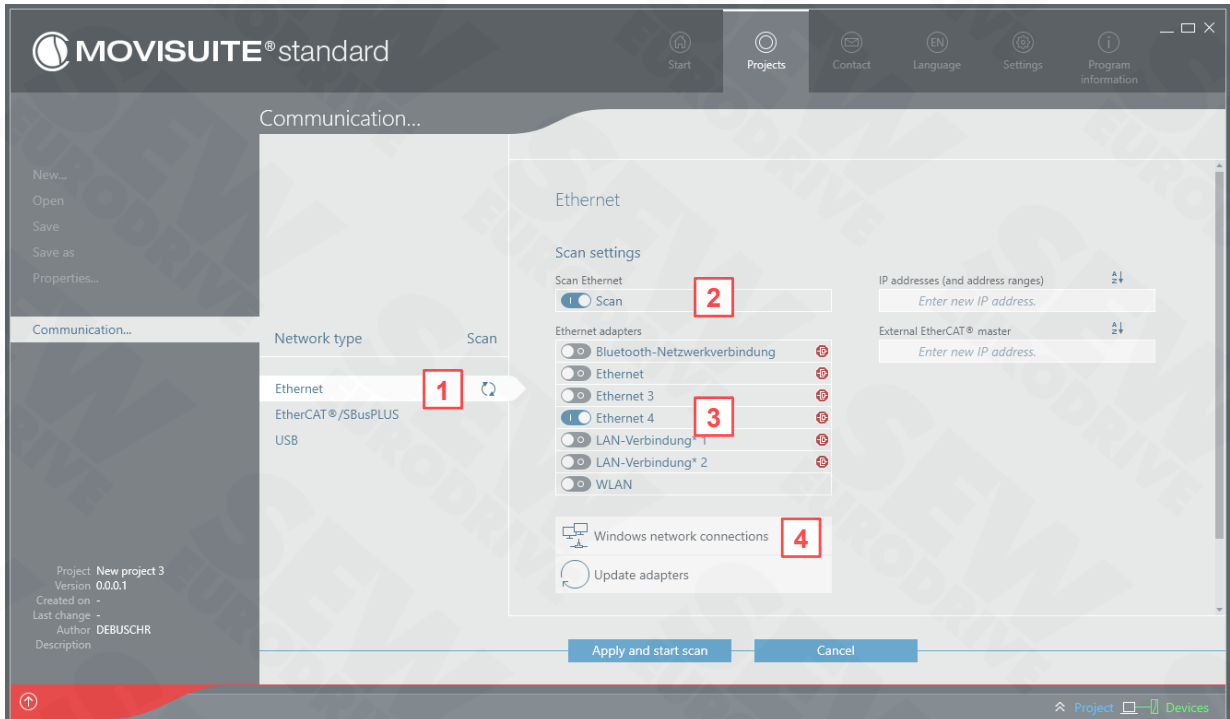 MOVISUITE® standard
Start
Projects
Contact
EN
Language
Settings
Program
information
Communication...
New...
Open
Save
Save as
Properties...
Communication...
Network type Scan
Ethernet 1
EtherCAT®/SBusPLUS
USB
Ethernet
Scan settings
Scan Ethernet
Scan 2
Ethernet adapters
Bluetooth-Netzwerkverbindung
Ethernet
Ethernet 3
Ethernet 4 3
LAN-Verbindung* 1
LAN-Verbindung* 2
WLAN
Windows network connections 4
Update adapters
IP addresses (and address ranges)
Enter new IP address.
External EtherCAT® master
Enter new IP address.
Project New project 3
Version 0.0.0.1
Created on -
Last change -
Author DEBUSCHR
Description
Apply and start scan Cancel
Project Devices
SEW
EURODRIVE